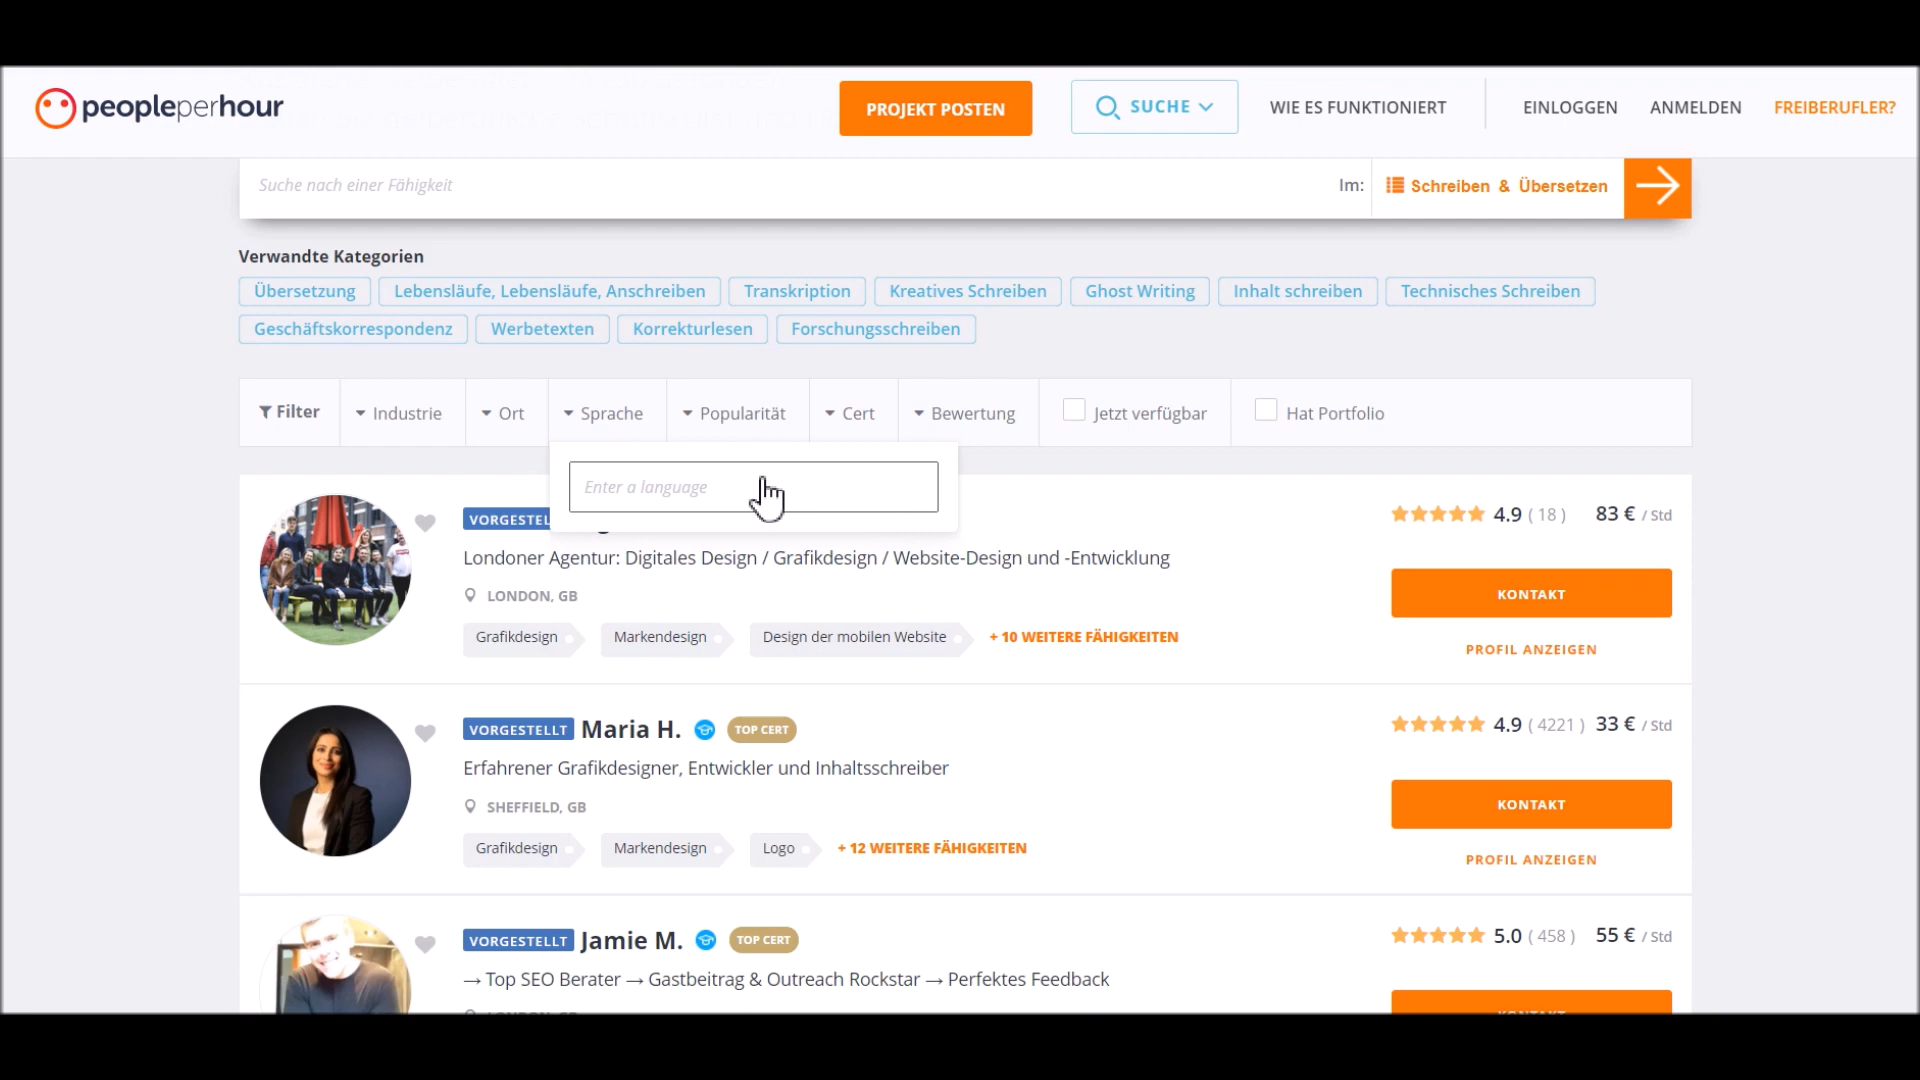 peopleperhour
PROJEKT POSTEN
SUCHE
WIE ES FUNKTIONIERT
EINLOGGEN
ANMELDEN
FREIBERUFLER?
Suche nach einer Fähigkeit
Im:
Schreiben & Übersetzen
Verwandte Kategorien
Übersetzung
Lebensläufe, Lebensläufe, Anschreiben
Transkription
Kreatives Schreiben
Ghost Writing
Inhalt schreiben
Technisches Schreiben
Geschäftskorrespondenz
Werbetexten
Korrekturlesen
Forschungsschreiben
Filter
Industrie
Ort
Sprache
Popularität
Cert
Bewertung
Jetzt verfügbar
Hat Portfolio
Enter a language
4.9 ( 18 ) 83 € / Std
Londoner Agentur: Digitales Design / Grafikdesign / Website-Design und -Entwicklung
LONDON, GB
KONTAKT
Grafikdesign
Markendesign
Design der mobilen Website
+ 10 WEITERE FÄHIGKEITEN
PROFIL ANZEIGEN
VORGESTELLT Maria H. TOP CERT
4.9 ( 4221 ) 33 € / Std
Erfahrener Grafikdesigner, Entwickler und Inhaltsschreiber
SHEFFIELD, GB
KONTAKT
Grafikdesign
Markendesign
Logo
+ 12 WEITERE FÄHIGKEITEN
PROFIL ANZEIGEN
VORGESTELLT Jamie M. TOP CERT
5.0 ( 458 ) 55 € / Std
→ Top SEO Berater → Gastbeitrag & Outreach Rockstar → Perfektes Feedback